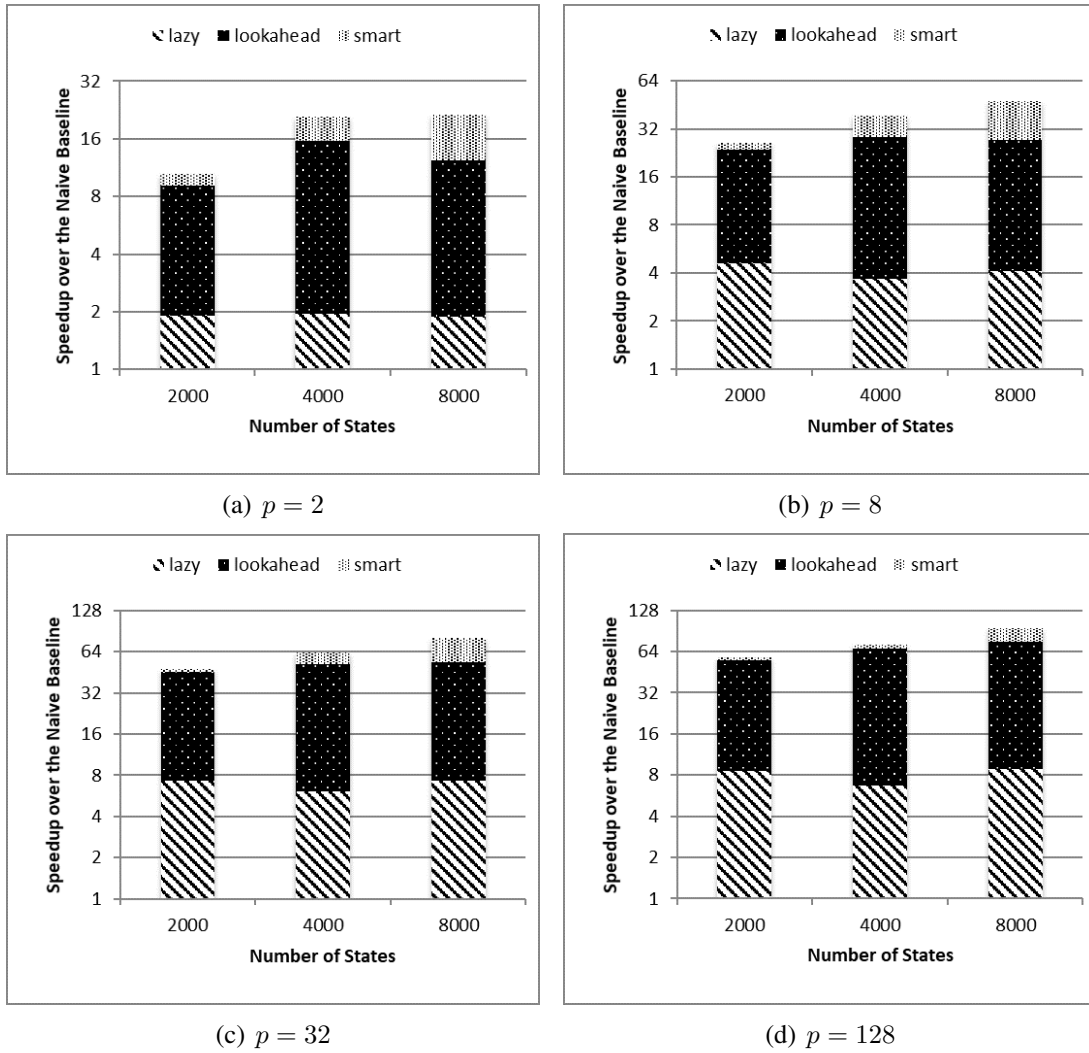 lazy lookahead smart
Speedup over the Naive Baseline
32
16
8
4
2
1
2000 4000 8000
Number of States
(a) p = 2
lazy lookahead smart
Speedup over the Naive Baseline
64
32
16
8
4
2
1
2000 4000 8000
Number of States
(b) p = 8
lazy lookahead smart
Speedup over the Naive Baseline
128
64
32
16
8
4
2
1
2000 4000 8000
Number of States
(c) p = 32
lazy lookahead smart
Speedup over the Naive Baseline
128
64
32
16
8
4
2
1
2000 4000 8000
Number of States
(d) p = 128